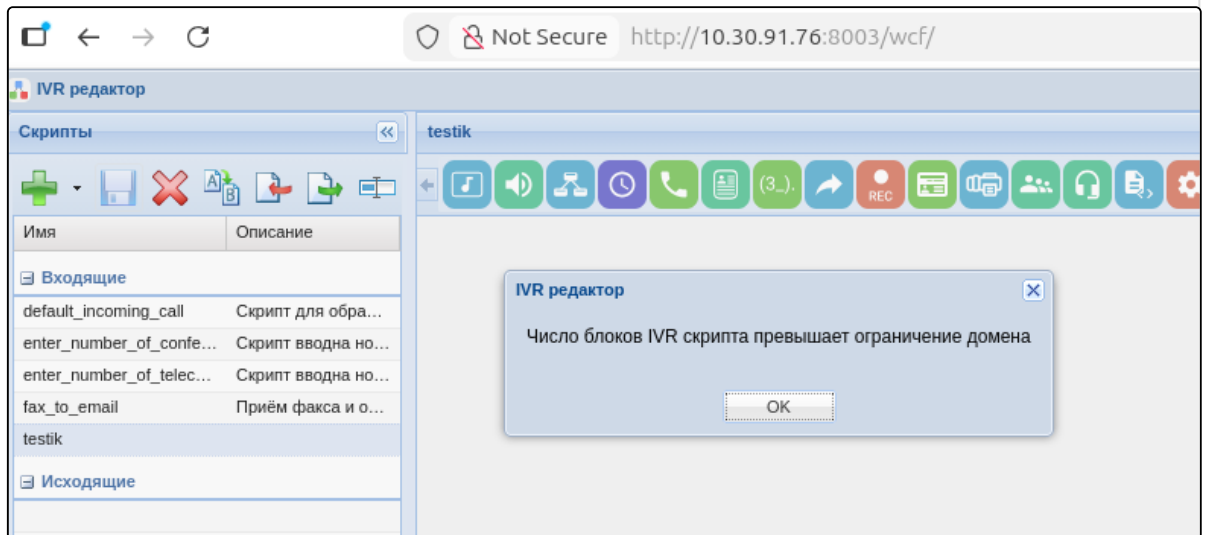 Not Secure http://10.30.91.76:8003/wcf/
IVR редактор
Скрипты
testik
A B
(3_).
REC
Имя Описание
Входящие
default_incoming_call Скрипт для обра...
enter_number_of_confe... Скрипт вводна но...
enter_number_of_telec... Скрипт вводна но...
fax_to_email Приём факса и о...
testik
Исходящие
IVR редактор
Число блоков IVR скрипта превышает ограничение домена
OK